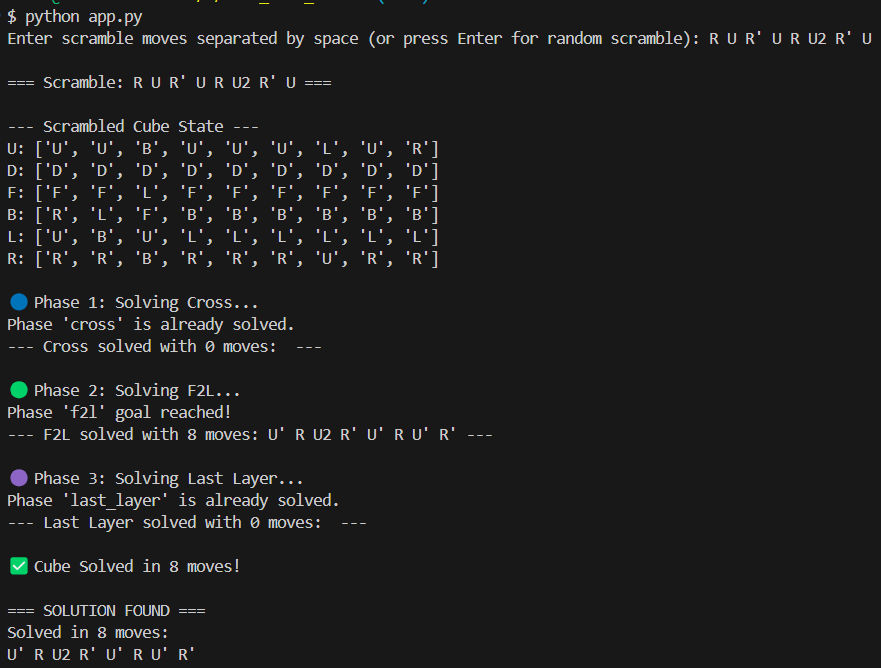 $ python app.py
Enter scramble moves separated by space (or press Enter for random scramble): R U R' U R U2 R' U
=== Scramble: R U R' U R U2 R' U ===
--- Scrambled Cube State ---
U: ['U', 'U', 'B', 'U', 'U', 'U', 'L', 'U', 'R']
D: ['D', 'D', 'D', 'D', 'D', 'D', 'D', 'D', 'D']
F: ['F', 'F', 'L', 'F', 'F', 'F', 'F', 'F', 'F']
B: ['R', 'L', 'F', 'B', 'B', 'B', 'B', 'B', 'B']
L: ['U', 'B', 'U', 'L', 'L', 'L', 'L', 'L', 'L']
R: ['R', 'R', 'B', 'R', 'R', 'R', 'U', 'R', 'R']
🔵 Phase 1: Solving Cross...
Phase 'cross' is already solved.
--- Cross solved with 0 moves:  ---
🟢 Phase 2: Solving F2L...
Phase 'f2l' goal reached!
--- F2L solved with 8 moves: U' R U2 R' U' R U' R' ---
🟣 Phase 3: Solving Last Layer...
Phase 'last_layer' is already solved.
--- Last Layer solved with 0 moves:  ---
✅ Cube Solved in 8 moves!
=== SOLUTION FOUND ===
Solved in 8 moves:
U' R U2 R' U' R U' R'